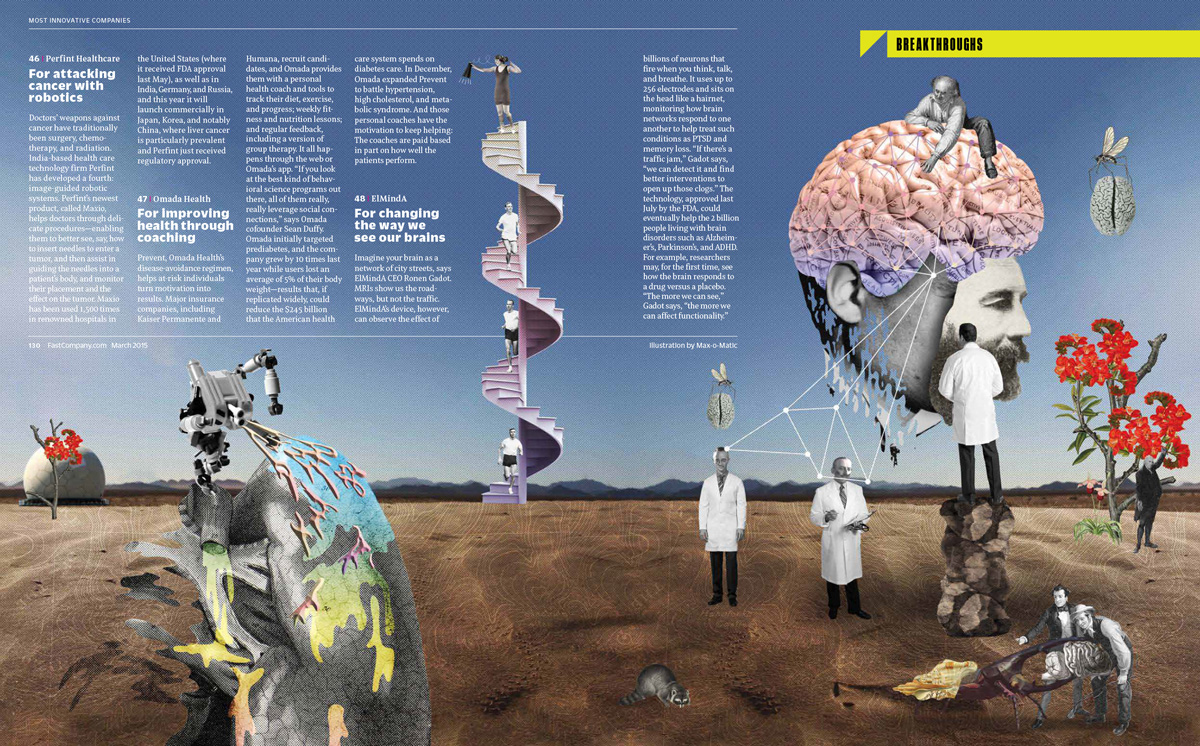 MOST INNOVATIVE COMPANIES
BREAKTHROUGHS
46 Perfint Healthcare
For attacking
cancer with
robotics
Doctors' weapons against
cancer have traditionally
been surgery, chemo-
therapy, and radiation.
India-based health care
technology firm Perfint
has developed a fourth:
image-guided robotic
systems. Perfint's newest
product, called Maxio,
helps doctors through deli-
cate procedures—enabling
them to better see, say, how
to insert needles to enter a
tumor, and then assist in
guiding the needles into a
patient's body, and monitor
their placement and the
effect on the tumor. Maxio
has been used 1,500 times
in renowned hospitals in
the United States (where
it received FDA approval
last May), as well as in
India, Germany, and Russia,
and this year it will
launch commercially in
Japan, Korea, and notably
China, where liver cancer
is particularly prevalent
and Perfint just received
regulatory approval.
47 Omada Health
For improving
health through
coaching
Prevent, Omada Health's
disease-avoidance regimen,
helps at-risk individuals
turn motivation into
results. Major insurance
companies, including
Kaiser Permanente and
Humana, recruit candi-
dates, and Omada provides
them with a personal
health coach and tools to
track their diet, exercise,
and progress; weekly fit-
ness and nutrition lessons;
and regular feedback,
including a version of
group therapy. It all hap-
pens through the web or
Omada's app. "If you look
at the best kind of behav-
ioral science programs out
there, all of them really,
really leverage social con-
nections," says Omada
cofounder Sean Duffy.
Omada initially targeted
prediabetes, and the com-
pany grew by 10 times last
year while users lost an
average of 5% of their body
weight—results that, if
replicated widely, could
reduce the $245 billion
that the American health
care system spends on
diabetes care. In December,
Omada expanded Prevent
to battle hypertension,
high cholesterol, and meta-
bolic syndrome. And those
personal coaches have the
motivation to keep helping:
The coaches are paid based
in part on how well the
patients perform.
48 ElMindA
For changing
the way we
see our brains
Imagine your brain as a
network of city streets, says
ElMindA CEO Ronen Gadot.
MRIs show us the road-
ways, but not the traffic.
ElMindA's device, however,
can observe the effect of
billions of neurons that
fire when you think, talk,
and breathe. It uses up to
256 electrodes and sits on
the head like a hairnet,
monitoring how brain
networks respond to one
another to help treat such
conditions as PTSD and
memory loss. "If there's a
traffic jam," Gadot says,
"we can detect it and find
better interventions to
open up those clogs." The
technology, approved last
July by the FDA, could
eventually help the 2 billion
people living with brain
disorders such as Alzheim-
er's, Parkinson's, and ADHD.
For example, researchers
may, for the first time, see
how the brain responds to
a drug versus a placebo.
"The more we can see,"
Gadot says, "the more we
can affect functionality."
130 FastCompany.com March 2015
Illustration by Max-o-Matic